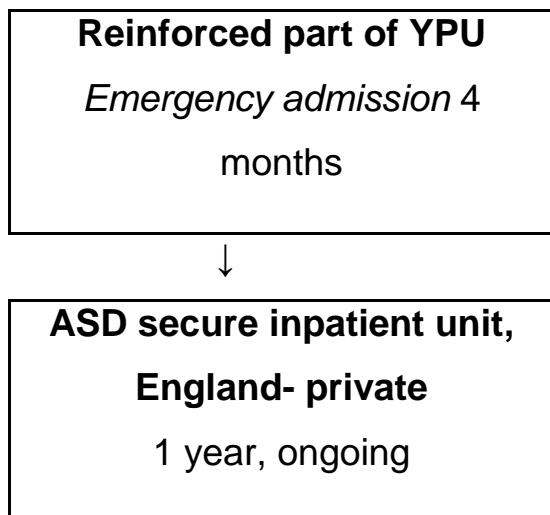 Reinforced part of YPU
Emergency admission 4
months
↓
ASD secure inpatient unit,
England- private
1 year, ongoing